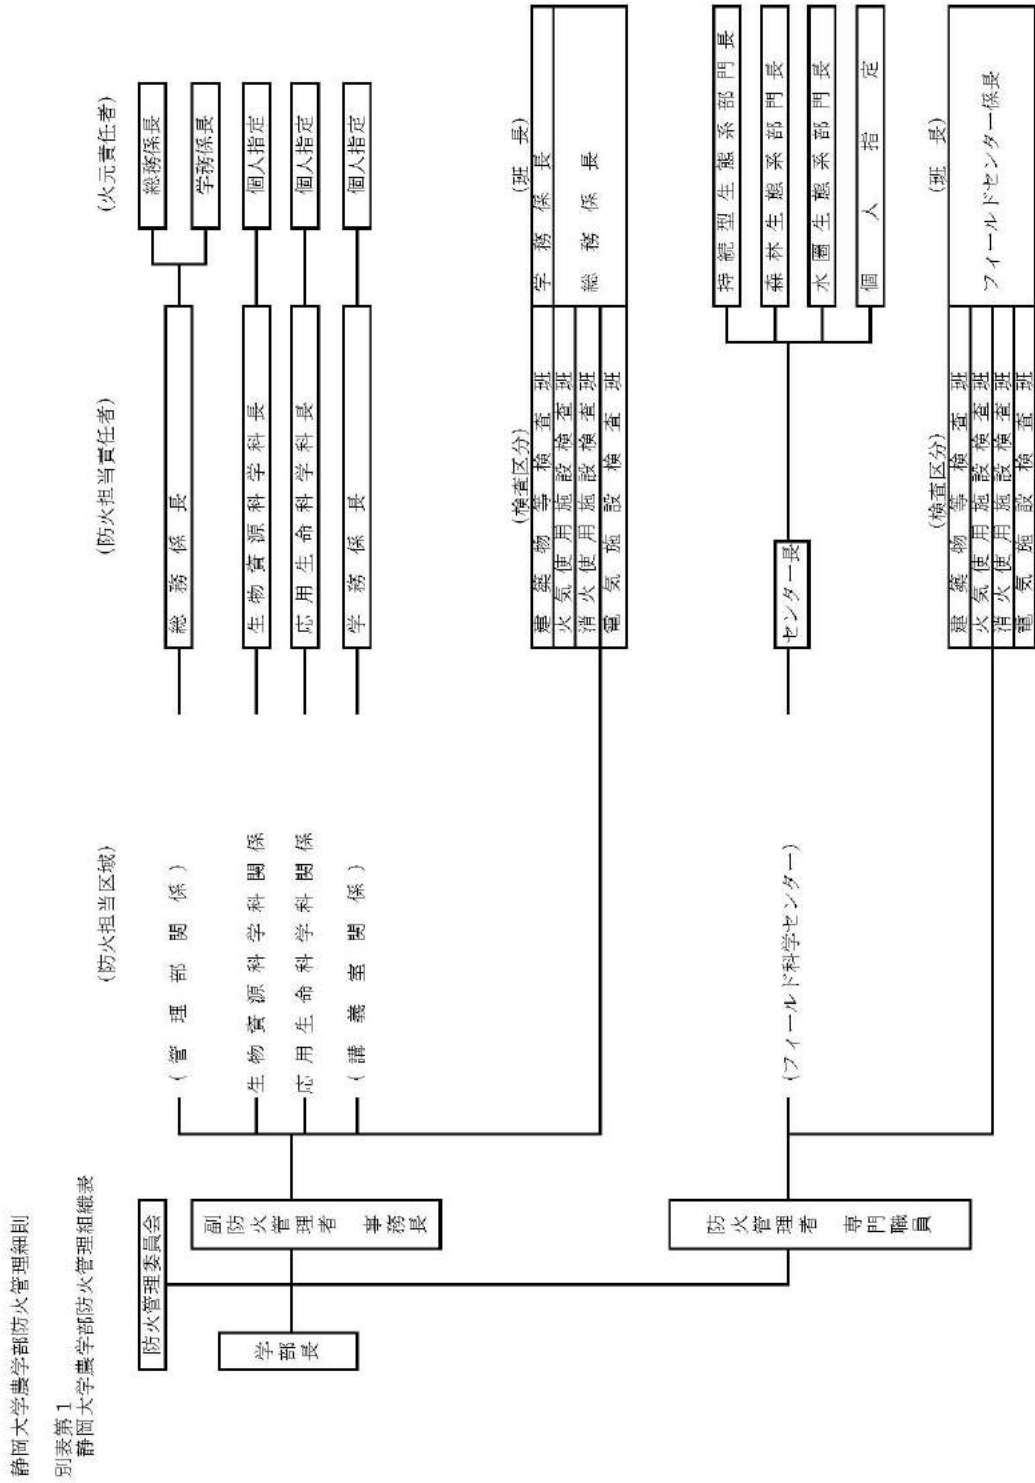 静岡大学農学部防火管理細則
別表第１
静岡大学農学部防火管理組織表
学部長
防火管理委員会
副防火管理者　事務長
防火管理者　専門職員
（防火担当区域）
（防火担当責任者）
（火元責任者）
（管理部関係）
総務係長
総務係長
学務係長
生物資源科学科関係
生物資源科学科長
個人指定
応用生命科学科関係
応用生命科学科長
個人指定
（講義室関係）
学務係長
個人指定
（検査区分）
（班長）
建築物等検査班
学務係長
火気使用施設検査班
消火使用施設検査班
電気施設検査班
総務係長
（フィールド科学センター）
センター長
持続型生態系部門長
森林生態系部門長
水圏生態系部門長
個人指定
（検査区分）
（班長）
建築物等検査班
火気使用施設検査班
消火使用施設検査班
電気施設検査班
フィールドセンター係長